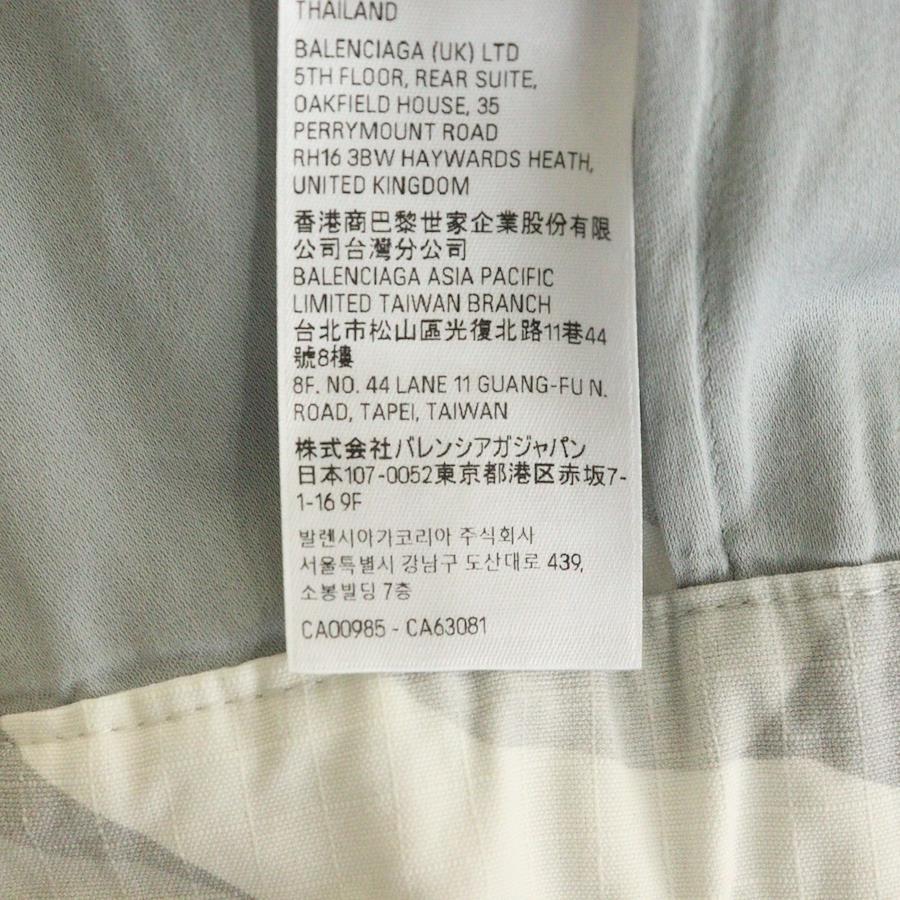 THAILAND
BALENCIAGA (UK) LTD
5TH FLOOR, REAR SUITE,
OAKFIELD HOUSE, 35
PERRYMOUNT ROAD
RH16 3BW HAYWARDS HEATH,
UNITED KINGDOM
香港商巴黎世家企業股份有限
公司台灣分公司
BALENCIAGA ASIA PACIFIC
LIMITED TAIWAN BRANCH
台北市松山區光復北路11巷44
號8樓
8F. NO. 44 LANE 11 GUANG-FU N.
ROAD, TAPEI, TAIWAN
株式会社バレンシアガジャパン
日本107-0052東京都港区赤坂7-
1-16 9F
발렌시아가코리아 주식회사
서울특별시 강남구 도산대로 439,
소봉빌딩 7층
CA00985 - CA63081